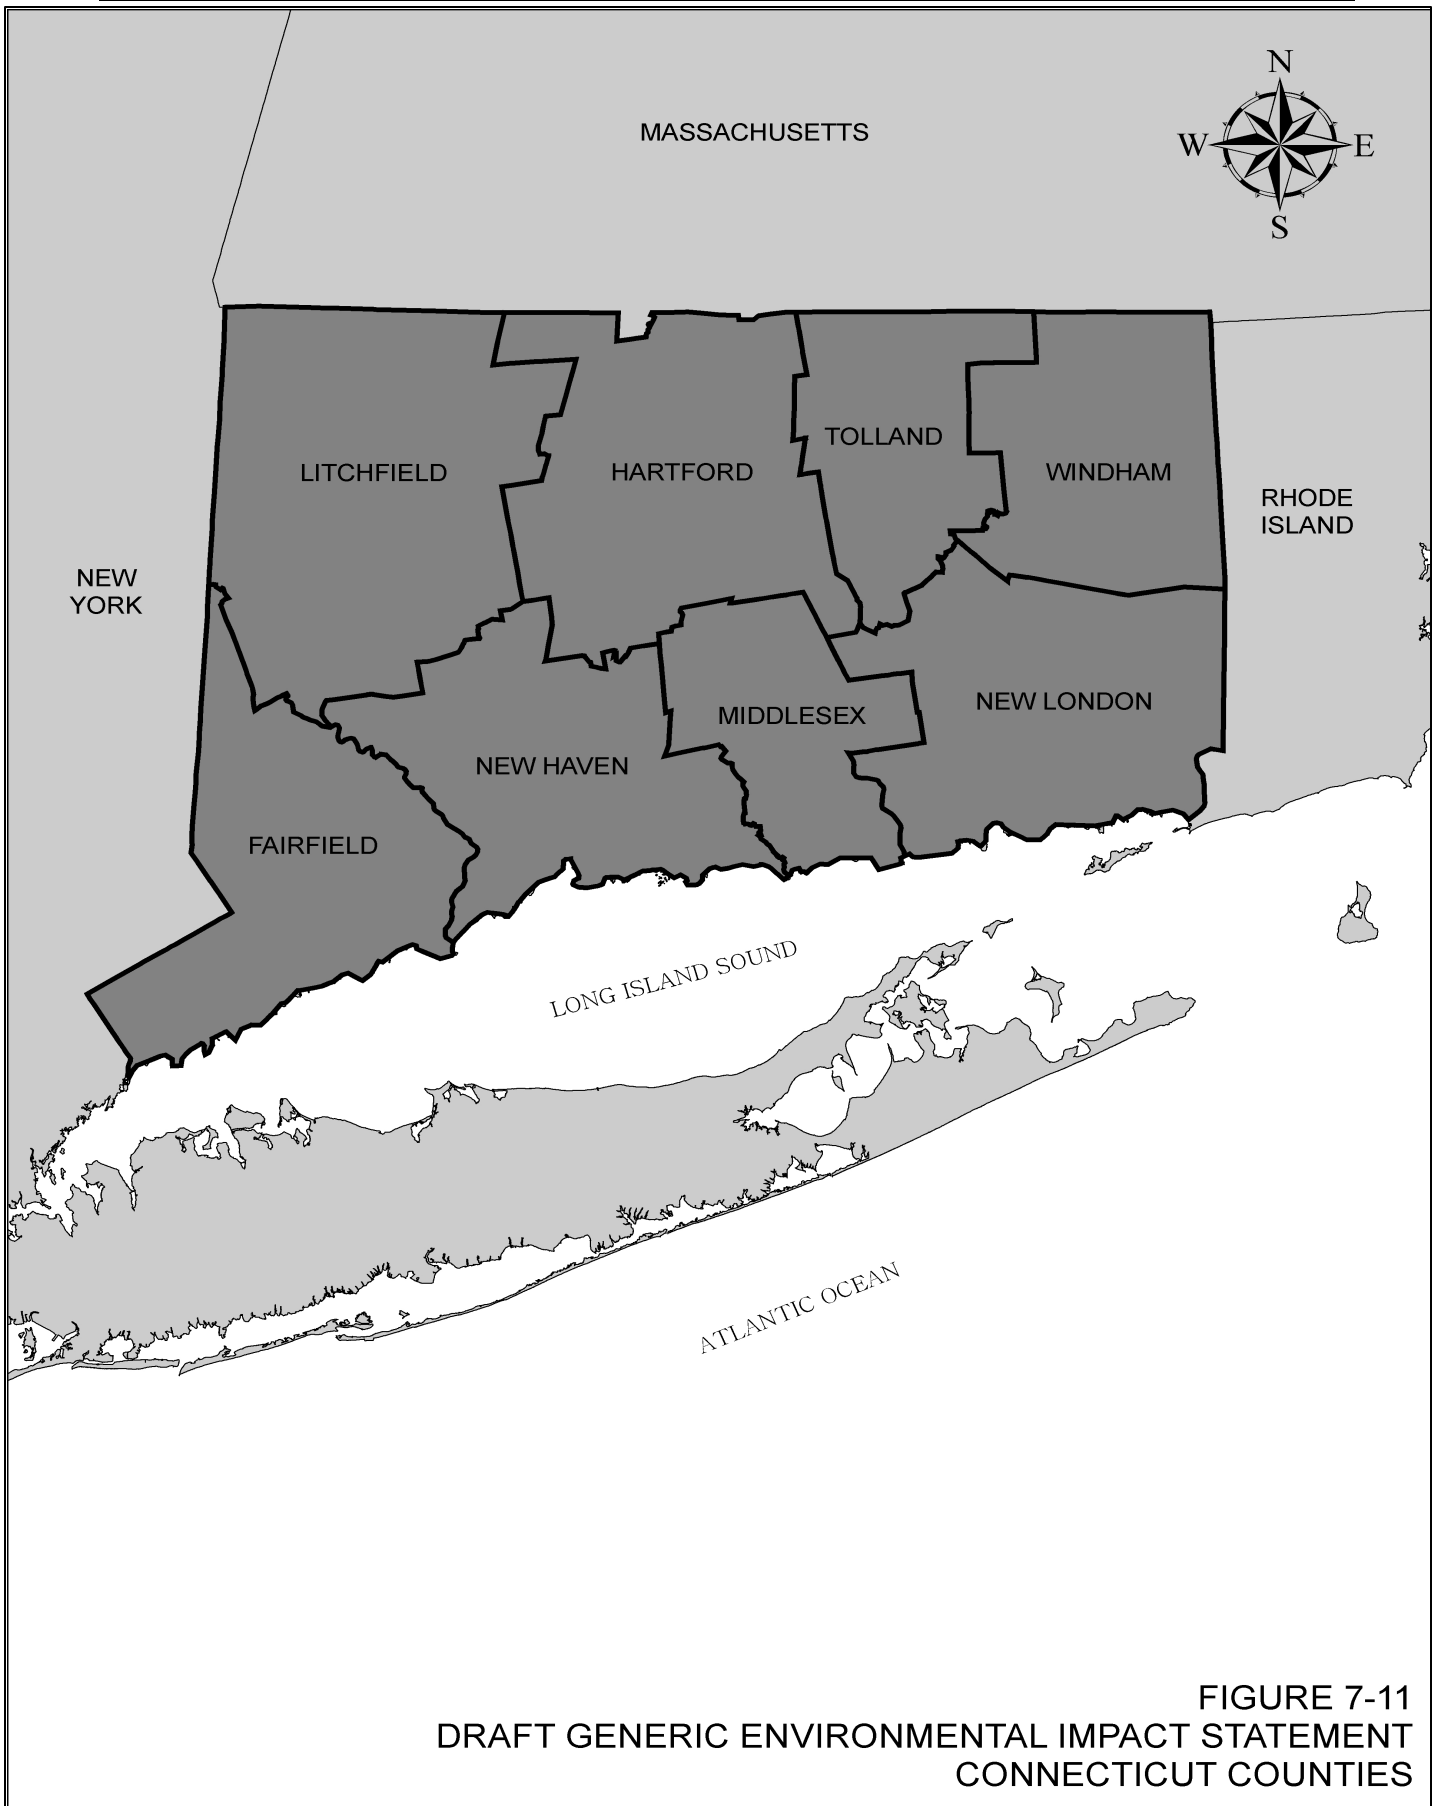 N
MASSACHUSETTS
W
E
S
TOLLAND
LITCHFIELD
HARTFORD
WINDHAM
RHODE
ISLAND
NEW
YORK
NEW LONDON
MIDDLESEX
NEW HAVEN
FAIRFIELD
LONG ISLAND SOUND
ATLANTIC OCEAN
FIGURE 7-11
DRAFT GENERIC ENVIRONMENTAL IMPACT STATEMENT
CONNECTICUT COUNTIES